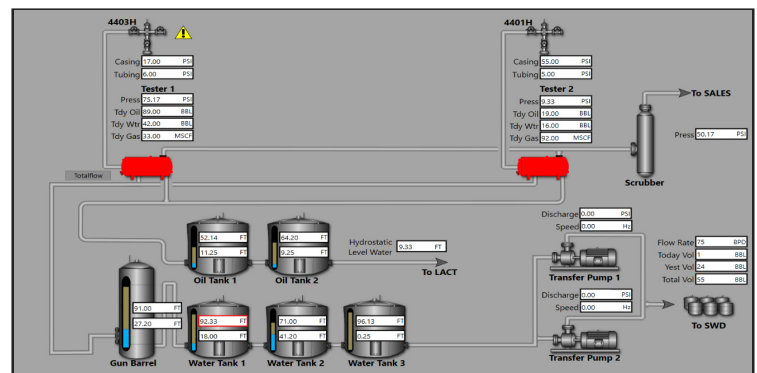 4403H
Casing 17.00 PSI
Tubing 6.00 PSI
Tester 1
Press 75.17 PSI
Tdy Oil 89.00 BBL
Tdy Wtr 42.00 BBL
Tdy Gas 33.00 MSCF
Totalflow
4401H
Casing 55.00 PSI
Tubing 5.00 PSI
Tester 2
Press 9.33 PSI
Tdy Oil 19.00 BBL
Tdy Wtr 16.00 BBL
Tdy Gas 92.00 MSCF
To SALES
Press 50.17 PSI
Scrubber
52.14 FT
11.25 FT
Oil Tank 1
64.20 FT
9.25 FT
Oil Tank 2
Hydrostatic
Level Water 9.33 FT
To LACT
Discharge 0.00 PSI
Speed 0.00 Hz
Transfer Pump 1
Flow Rate 75 BPD
Today Vol 1 BBL
Yest Vol 24 BBL
Total Vol 55 BBL
91.00 FT
27.20 FT
Gun Barrel
92.33 FT
18.00 FT
Water Tank 1
71.00 FT
41.20 FT
Water Tank 2
96.13 FT
0.25 FT
Water Tank 3
Discharge 0.00 PSI
Speed 0.00 Hz
Transfer Pump 2
To SWD